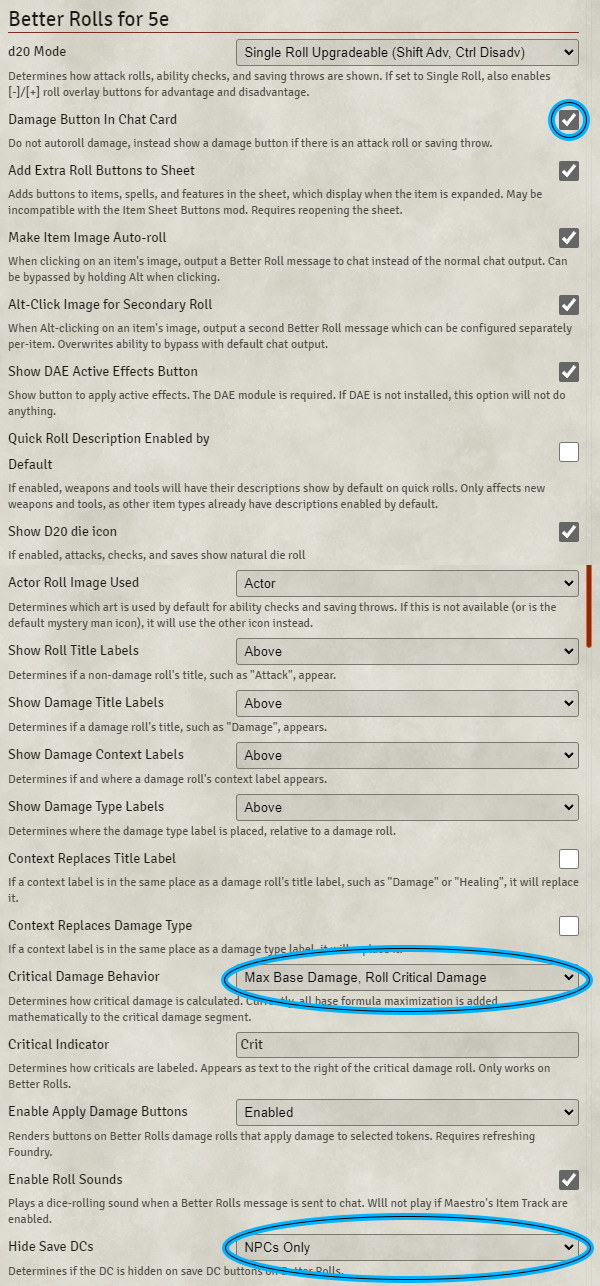 Better Rolls for 5e
d20 Mode
Single Roll Upgradeable (Shift Adv, Ctrl Disadv)
Determines how attack rolls, ability checks, and saving throws are shown. If set to Single Roll, also enables
[-]/[+] roll overlay buttons for advantage and disadvantage.
Damage Button In Chat Card
Do not autoroll damage, instead show a damage button if there is an attack roll or saving throw.
Add Extra Roll Buttons to Sheet
Adds buttons to items, spells, and features in the sheet, which display when the item is expanded. May be
incompatible with the Item Sheet Buttons mod. Requires reopening the sheet.
Make Item Image Auto-roll
When clicking on an item's image, output a Better Roll message to chat instead of the normal chat output. Can
be bypassed by holding Alt when clicking.
Alt-Click Image for Secondary Roll
When Alt-clicking on an item's image, output a second Better Roll message which can be configured separately
per-item. Overwrites ability to bypass with default chat output.
Show DAE Active Effects Button
Show button to apply active effects. The DAE module is required. If DAE is not installed, this option will not do
anything.
Quick Roll Description Enabled by
Default
If enabled, weapons and tools will have their descriptions show by default on quick rolls. Only affects new
weapons and tools, as other item types already have descriptions enabled by default.
Show D20 die icon
If enabled, attacks, checks, and saves show natural die roll
Actor Roll Image Used
Actor
Determines which art is used by default for ability checks and saving throws. If this is not available (or is the
default mystery man icon), it will use the other icon instead.
Show Roll Title Labels
Above
Determines if a non-damage roll's title, such as "Attack", appear.
Show Damage Title Labels
Above
Determines if a damage roll's title, such as "Damage", appears.
Show Damage Context Labels
Above
Determines if and where a damage roll's context label appears.
Show Damage Type Labels
Above
Determines where the damage type label is placed, relative to a damage roll.
Context Replaces Title Label
If a context label is in the same place as a damage roll's title label, such as "Damage" or "Healing", it will replace
it.
Context Replaces Damage Type
If a context label is in the same place as a damage type label, it will replace it.
Critical Damage Behavior
Max Base Damage, Roll Critical Damage
Determines how critical damage is calculated. Currently, all base formula maximization is added
mathematically to the critical damage segment.
Critical Indicator
Crit
Determines how criticals are labeled. Appears as text to the right of the critical damage roll. Only works on
Better Rolls.
Enable Apply Damage Buttons
Enabled
Renders buttons on Better Rolls damage rolls that apply damage to selected tokens. Requires refreshing
Foundry.
Enable Roll Sounds
Plays a dice-rolling sound when a Better Rolls message is sent to chat. WIll not play if Maestro's Item Track are
enabled.
Hide Save DCs
NPCs Only
Determines if the DC is hidden on save DC buttons on Better Rolls.